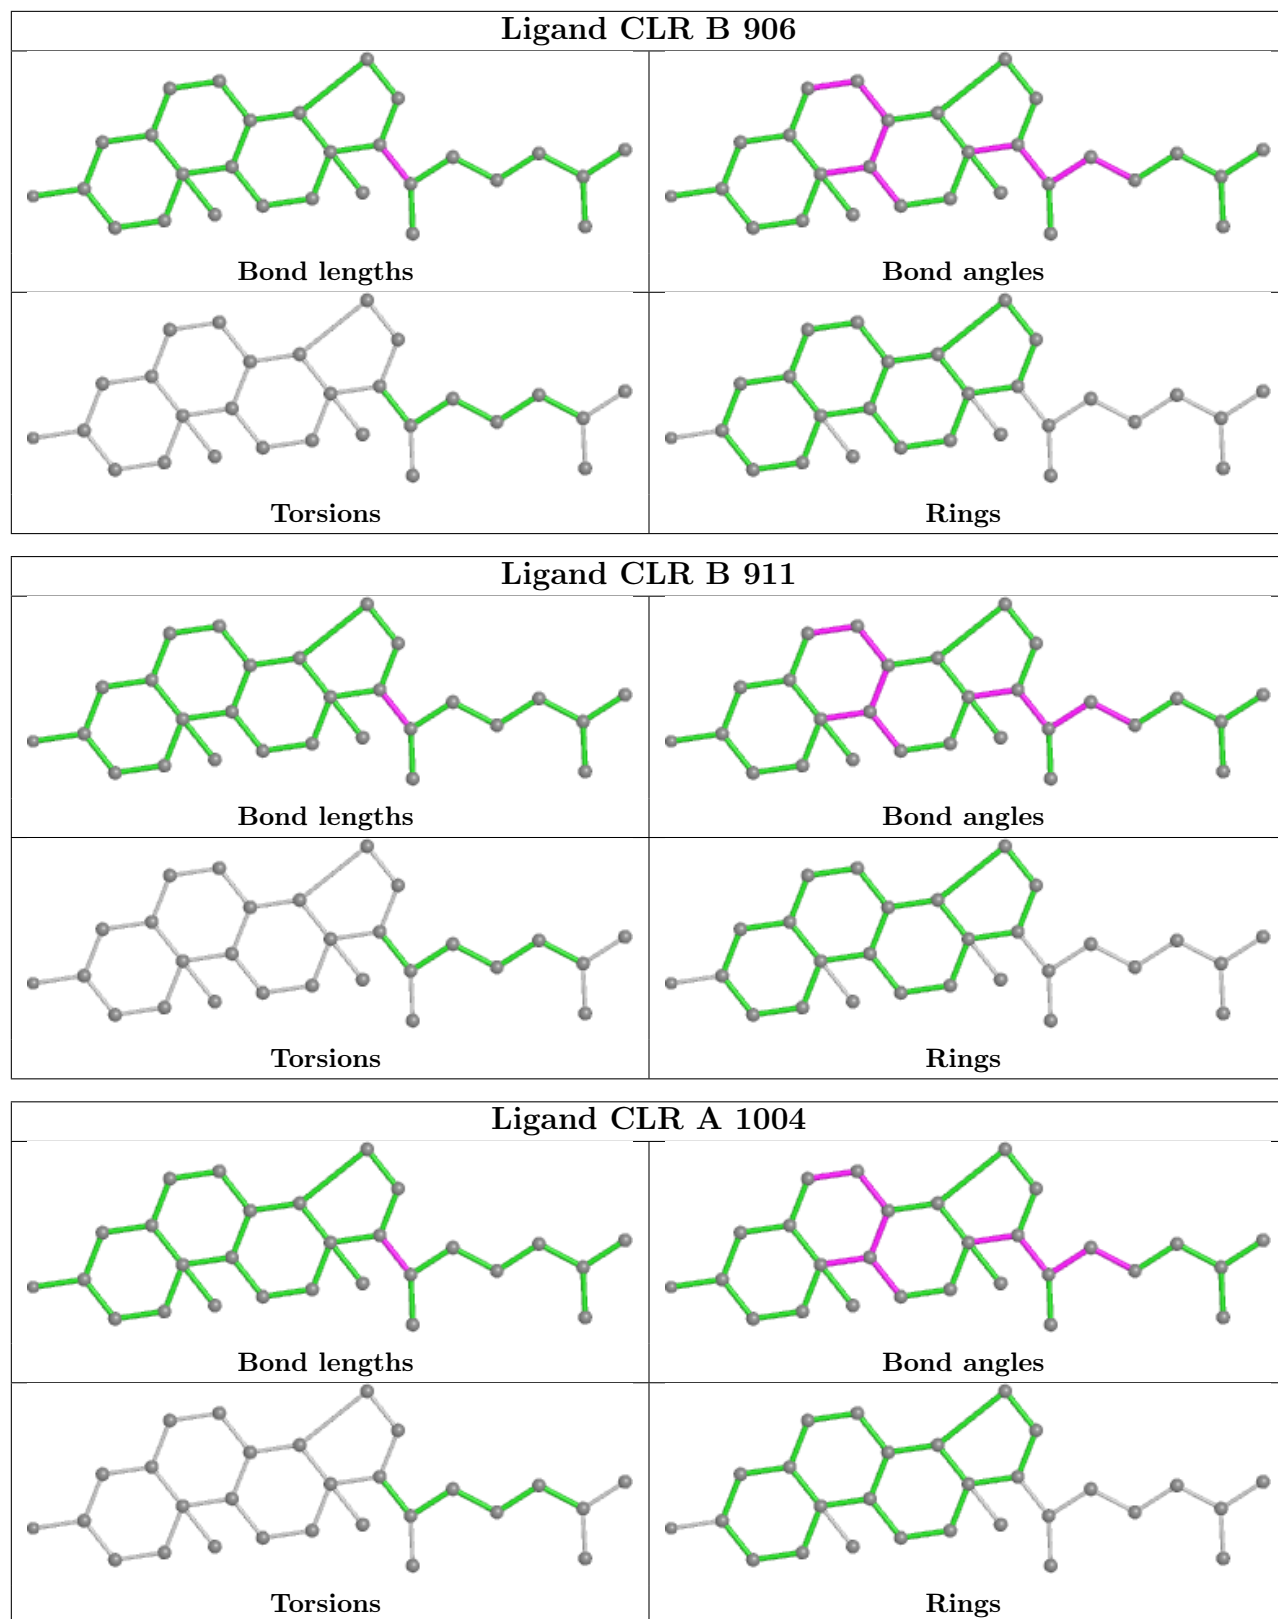 Ligand CLR B 906
Bond lengths
Bond angles
Torsions
Rings
Ligand CLR B 911
Bond lengths
Bond angles
Torsions
Rings
Ligand CLR A 1004
Bond lengths
Bond angles
Torsions
Rings